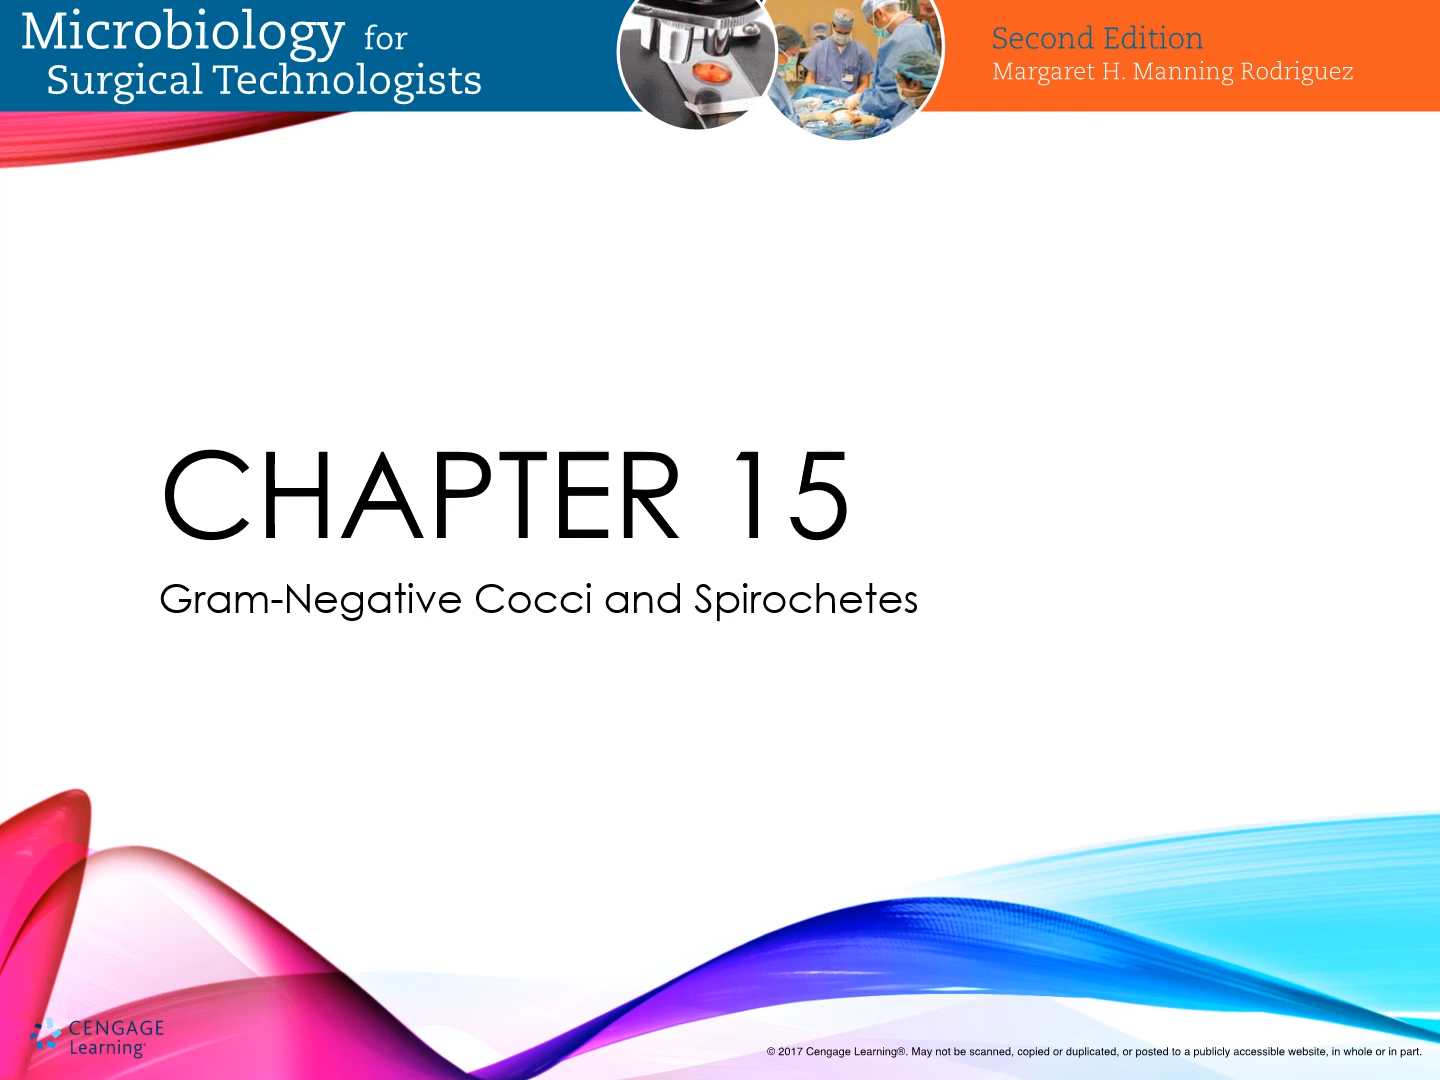 Microbiology for
Surgical Technologists
Second Edition
Margaret H. Manning Rodriguez
CHAPTER 15
Gram-Negative Cocci and Spirochetes
CENGAGE
Learning
© 2017 Cengage Learning®. May not be scanned, copied or duplicated, or posted to a publicly accessible website, in whole or in part.